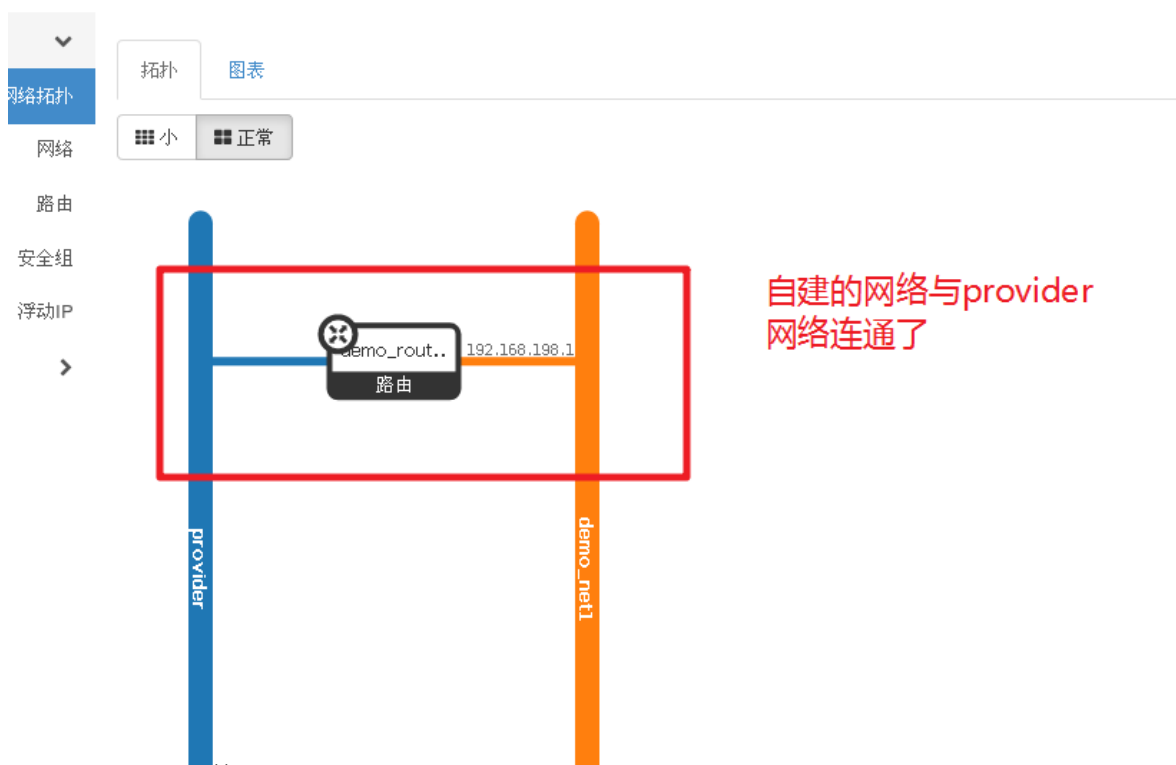 拓扑
图表
网络拓扑
小
正常
网络
路由
安全组
浮动IP
自建的网络与provider
网络连通了
demo_rout..
192.168.198.1
路由
provider
demo_net1